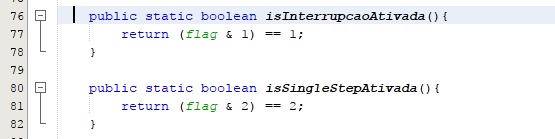 76 public static boolean isInterrupcaoAtivada(){
77 return (flag & 1) == 1;
78 }
79
80 public static boolean isSingleStepAtivada(){
81 return (flag & 2) == 2;
82 }